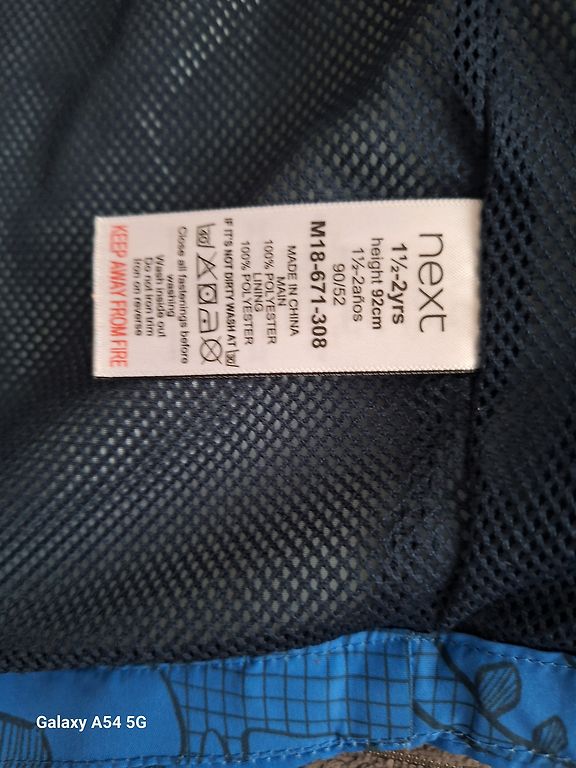 next
1½-2yrs
height 92cm
1½-2años
90/52
M18-671-308
MADE IN CHINA
MAIN
100% POLYESTER
LINING
100% POLYESTER
IF IT'S NOT DIRTY WASH AT 30
40
Close all fastenings before
washing
Wash inside out
Do not iron trim
Iron on reverse
KEEP AWAY FROM FIRE
Galaxy A54 5G